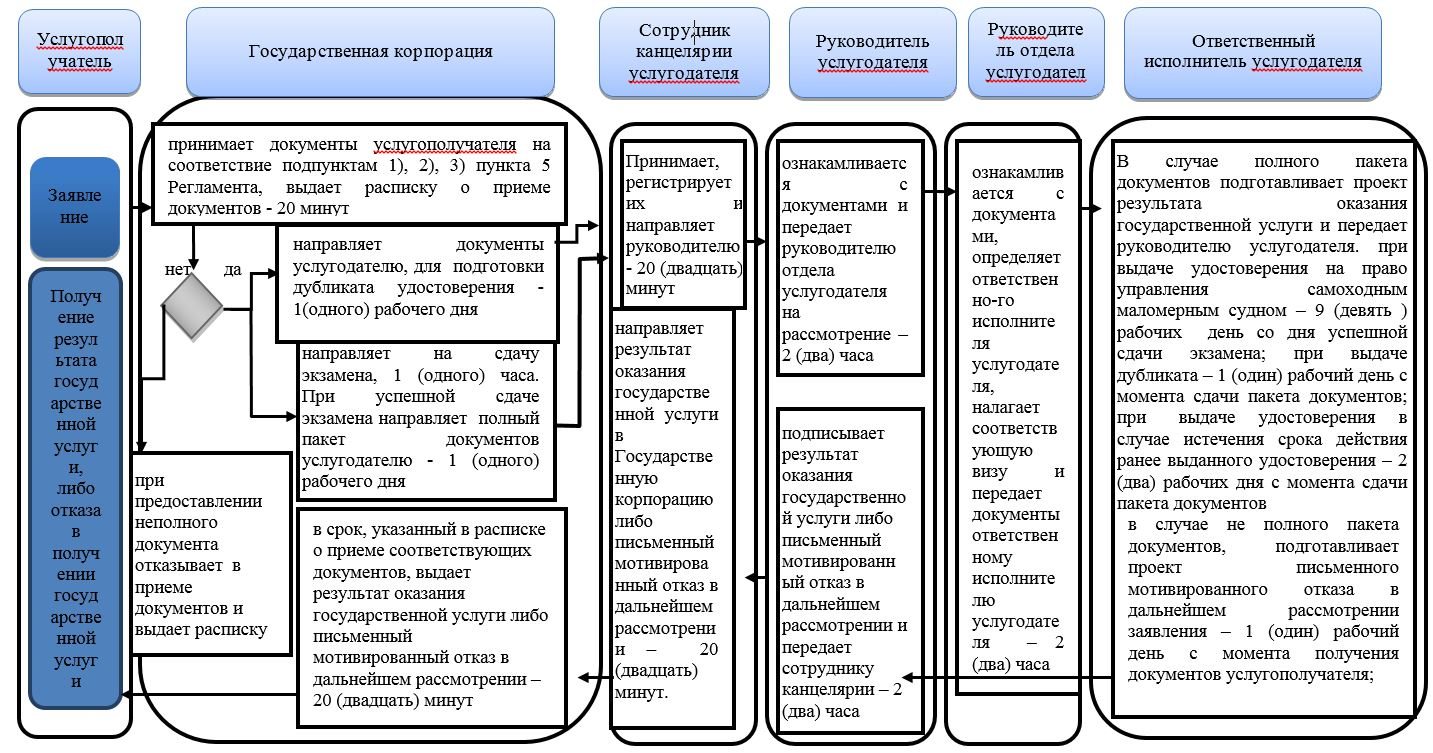 Услугопол
учатель
Государственная корпорация
Сотрудник
канцелярии
услугодателя
Руководитель
услугодателя
Руководите
ль отдела
услугодател
Ответственный
исполнитель услугодателя
Заявле
ние
Получ
ение
резул
ьтата
госуд
арстве
нной
услуг
и,
либо
отказа
в
получ
ении
госуд
арстве
нной
услуг
и
принимает документы услугополучателя на
соответствие подпунктам 1), 2), 3) пункта 5
Регламента, выдает расписку о приеме
документов - 20 минут
нет
да
направляет документы
услугодателю, для подготовки
дубликата удостоверения -
1(одного) рабочего дня
направляет на сдачу
экзамена, 1 (одного) часа.
При успешной сдаче
экзамена направляет полный
пакет документов
услугодателю - 1 (одного)
рабочего дня
при
предоставлении
неполного
документа
отказывает в
приеме
документов и
выдает расписку
в срок, указанный в расписке
о приеме соответствующих
документов, выдает
результат оказания
государственной услуги либо
письменный
мотивированный отказ в
дальнейшем рассмотрении –
20 (двадцать) минут
Принимает,
регистрирует
их и
направляет
руководителю
- 20 (двадцать)
минут
направляет
результат
оказания
государстве
нной услуги
в
Государстве
нную
корпорацию
либо
письменный
мотивирова
нный отказ в
дальнейшем
рассмотрени
и – 20
(двадцать)
минут.
ознакамливаетс
я с
документами и
передает
руководителю
отдела
услугодателя
на
рассмотрение –
2 (два) часа
подписывает
результат
оказания
государственно
й услуги либо
письменный
мотивированн
ый отказ в
дальнейшем
рассмотрении и
передает
сотруднику
канцелярии – 2
(два) часа
ознакамлив
ается с
документа
ми,
определяет
ответствен
но-го
исполните
ля
услугодате
ля,
налагает
соответств
ующую
визу и
передает
документы
ответствен
ному
исполните
лю
услугодате
ля – 2
(два) часа
В случае полного пакета
документов подготавливает проект
результата оказания
государственной услуги и передает
руководителю услугодателя. при
выдаче удостоверения на право
управления самоходным
маломерным судном – 9 (девять )
рабочих день со дня успешной
сдачи экзамена; при выдаче
дубликата – 1 (один) рабочий день с
момента сдачи пакета документов;
при выдаче удостоверения в
случае истечения срока действия
ранее выданного удостоверения – 2
(два) рабочих дня с момента сдачи
пакета документов
в случае не полного пакета
документов, подготавливает
проект письменного
мотивированного отказа в
дальнейшем рассмотрении
заявления – 1 (один) рабочий
день с момента получения
документов услугополучателя;